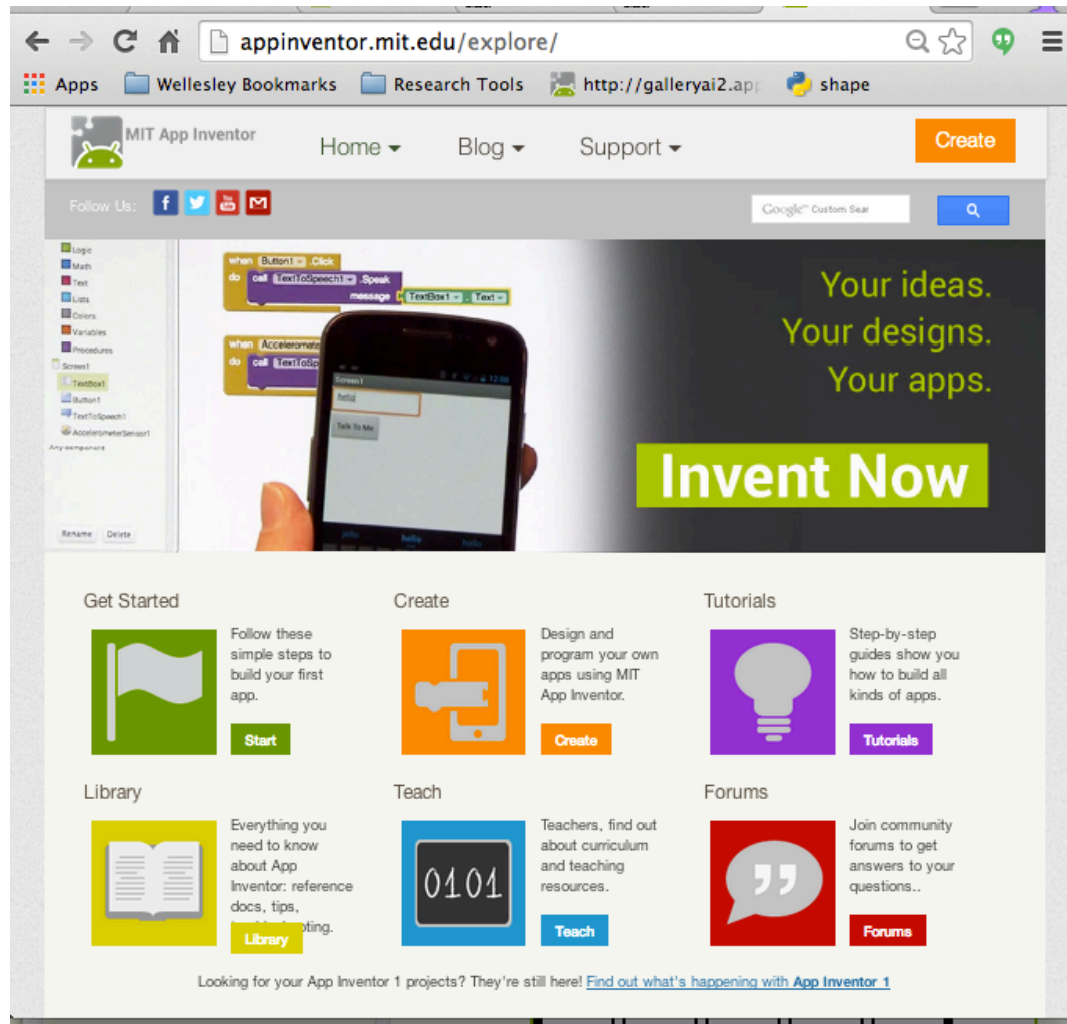 appinventor.mit.edu/explore/
Apps Wellesley Bookmarks Research Tools http://galleryai2.app shape
MIT App Inventor Home Blog Support Create
Follow Us: Google™ Custom Sear
Logic
Math
Text
Lists
Colors
Variables
Procedures
Screen1
TextBox1
Button1
TextToSpeech1
AccelerometerSensor1
Any component
Rename Delete
when Button1 .Click
do call TextToSpeech1 .Speak
message TextBox1 . Text
when Acceleromete
do call TextToSp
12:00
Screen1
hello
Talk To Me
jello hello hello
Your ideas.
Your designs.
Your apps.
Invent Now
Get Started
Follow these
simple steps to
build your first
app.
Start
Create
Design and
program your own
apps using MIT
App Inventor.
Create
Tutorials
Step-by-step
guides show you
how to build all
kinds of apps.
Tutorials
Library
Everything you
need to know
about App
Inventor: reference
docs, tips,
oting.
Library
Teach
0101
Teachers, find out
about curriculum
and teaching
resources.
Teach
Forums
Join community
forums to get
answers to your
questions..
Forums
Looking for your App Inventor 1 projects? They're still here! Find out what's happening with App Inventor 1